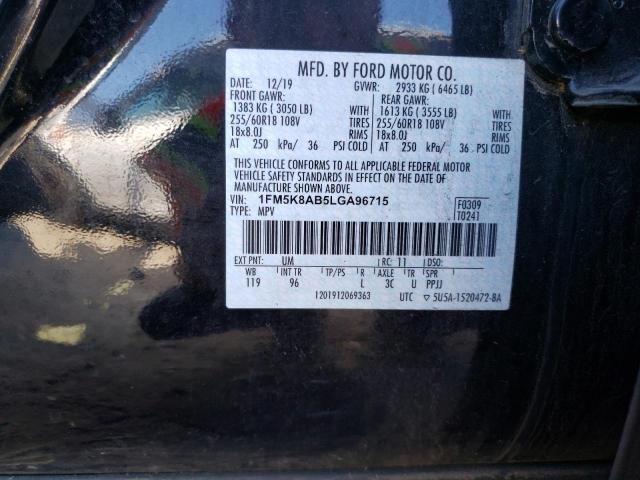 MFD. BY FORD MOTOR CO.
DATE: 12/19 GVWR: 2933 KG ( 6465 LB)
FRONT GAWR: REAR GAWR:
1383 KG ( 3050 LB) WITH 1613 KG ( 3555 LB) WITH
255/60R18 108V TIRES 255/60R18 108V TIRES
18x8.0J RIMS 18x8.0J RIMS
AT 250 kPa/ 36 PSI COLD AT 250 kPa/ 36 PSI COLD
THIS VEHICLE CONFORMS TO ALL APPLICABLE FEDERAL MOTOR
VEHICLE SAFETY STANDARDS IN EFFECT ON THE DATE OF
MANUFACTURE SHOWN ABOVE.
VIN: 1FM5K8AB5LGA96715 F0309
TYPE: MPV T0241
EXT PNT: UM RC: 11 DSO:
WB INT TR TP/PS R AXLE TR SPR
119 96 L 3C U PPJJ
1201912069363 UTC ▽ 5U5A-1520472-BA